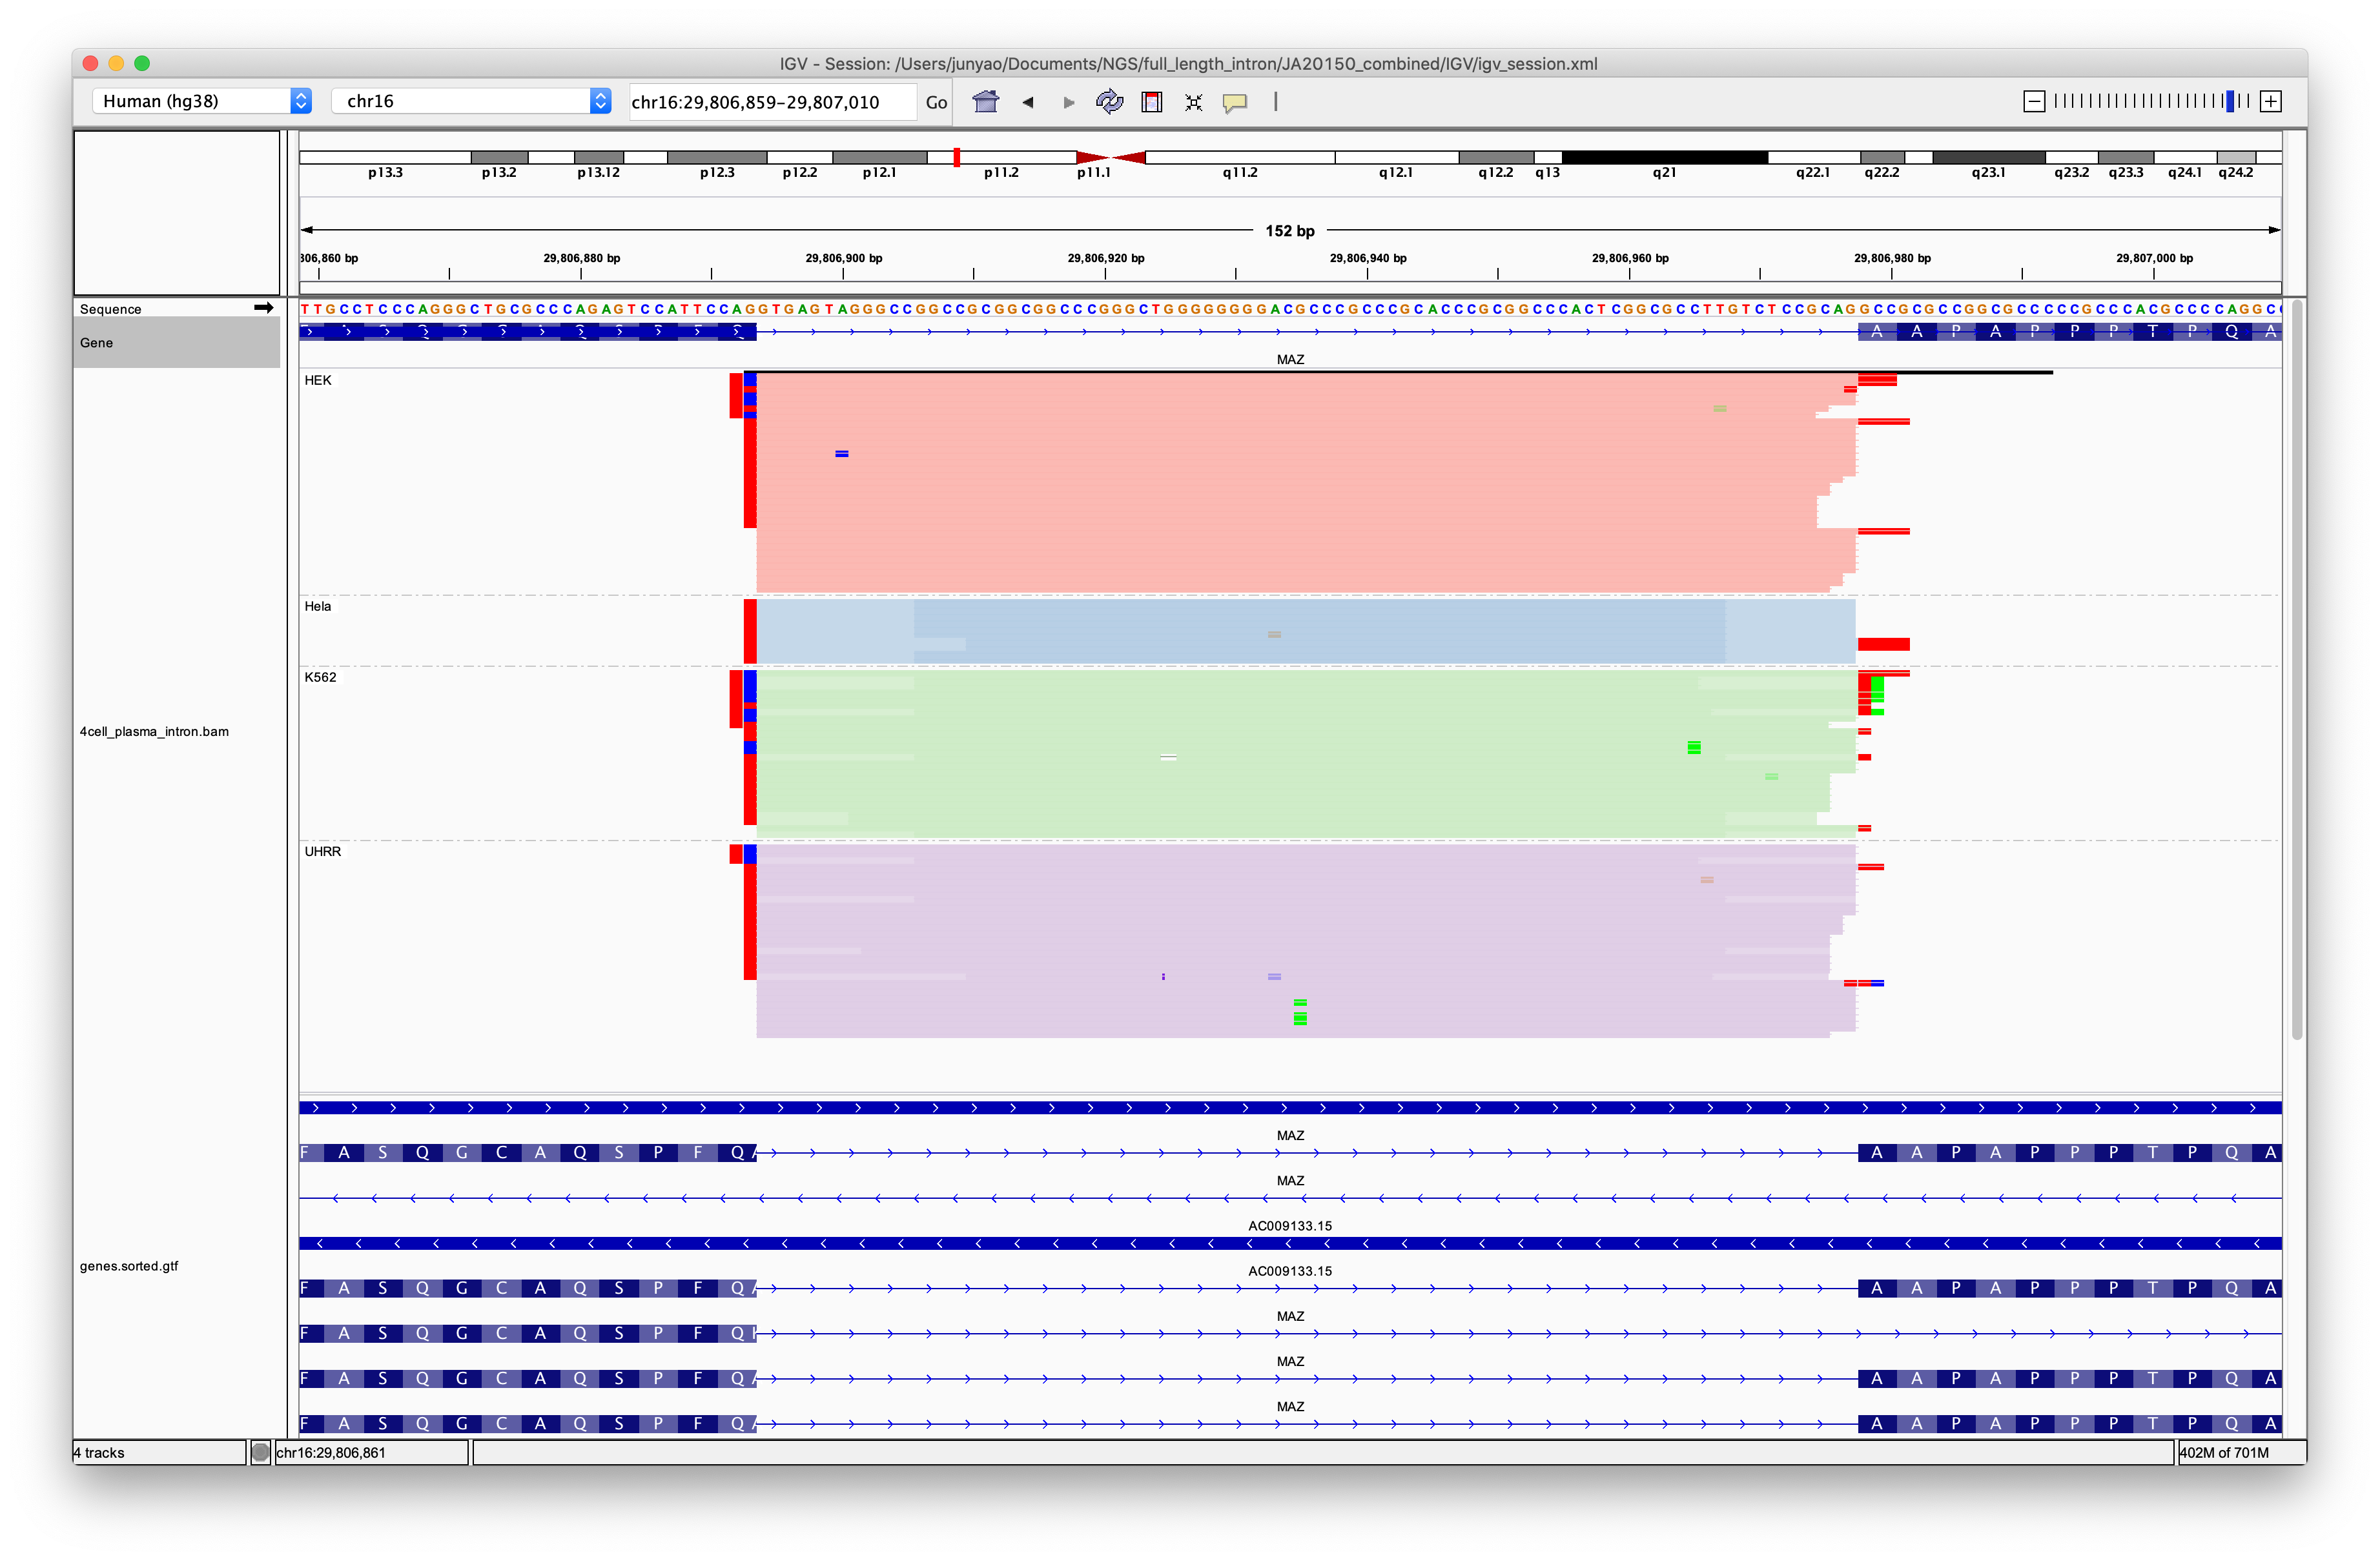 IGV - Session: /Users/junyao/Documents/NGS/full_length_intron/JA20150_combined/IGV/igv_session.xml
Human (hg38) chr16 chr16:29,806,859-29,807,010 Go
p13.3 p13.2 p13.12 p12.3 p12.2 p12.1 p11.2 p11.1 q11.2 q12.1 q12.2 q13 q21 q22.1 q22.2 q23.1 q23.2 q23.3 q24.1 q24.2
152 bp
806,860 bp 29,806,880 bp 29,806,900 bp 29,806,920 bp 29,806,940 bp 29,806,960 bp 29,806,980 bp 29,807,000 bp
Sequence TTGCCTCCCAGGGCTGCGCCCAGAGTCCATTCCAGGTGAGTAGGGCCGGCCGCGGCGGCCCGGGCTGGGGGGGGACGCCCGCCCGCACCCGCGGCCCACTCGGCGCCTTGTCTCCGCAGGCCGCGCCGGCGCCCCCGCCCACGCCCCAGGC
Gene A A P A P P P T P Q A
MAZ
HEK
Hela
K562
4cell_plasma_intron.bam
UHRR
MAZ
F A S Q G C A Q S P F Q A A P A P P P T P Q A
MAZ
AC009133.15
genes.sorted.gtf
AC009133.15
F A S Q G C A Q S P F Q A A P A P P P T P Q A
MAZ
F A S Q G C A Q S P F Q
MAZ
F A S Q G C A Q S P F Q A A P A P P P T P Q A
MAZ
F A S Q G C A Q S P F Q A A P A P P P T P Q A
4 tracks chr16:29,806,861 402M of 701M